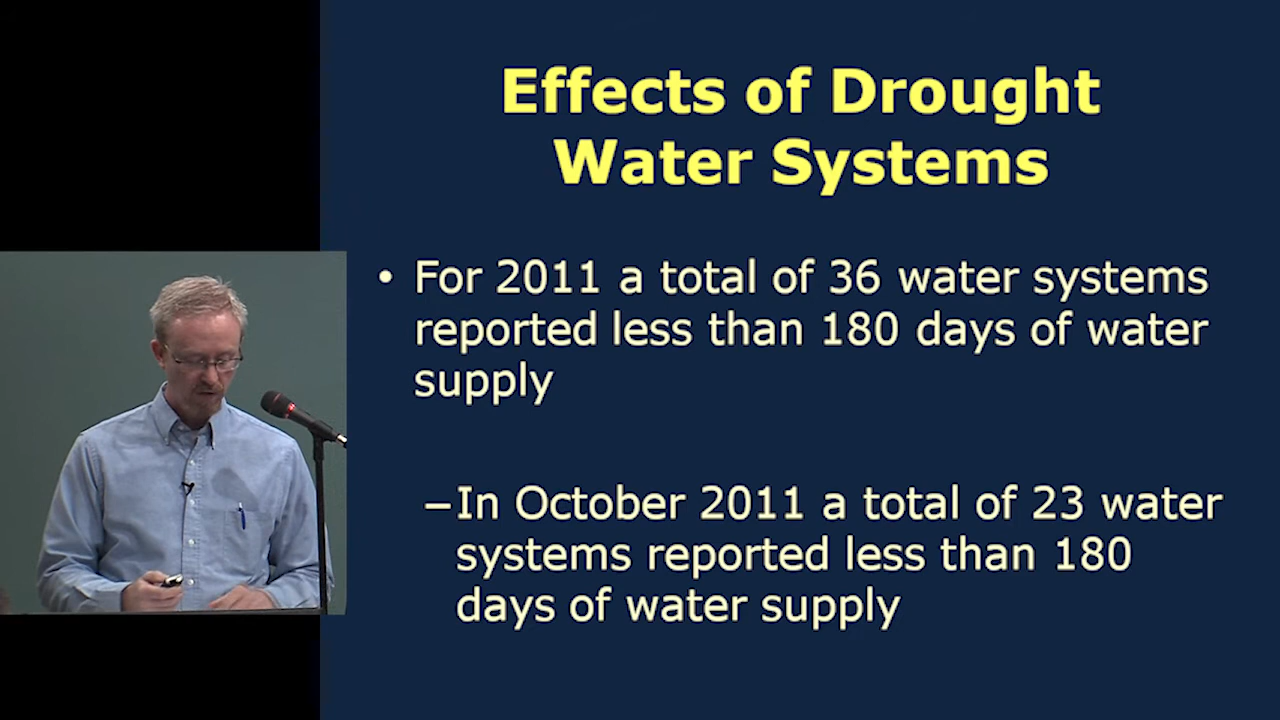 Effects of Drought
Water Systems
• For 2011 a total of 36 water systems
reported less than 180 days of water
supply
–In October 2011 a total of 23 water
systems reported less than 180
days of water supply